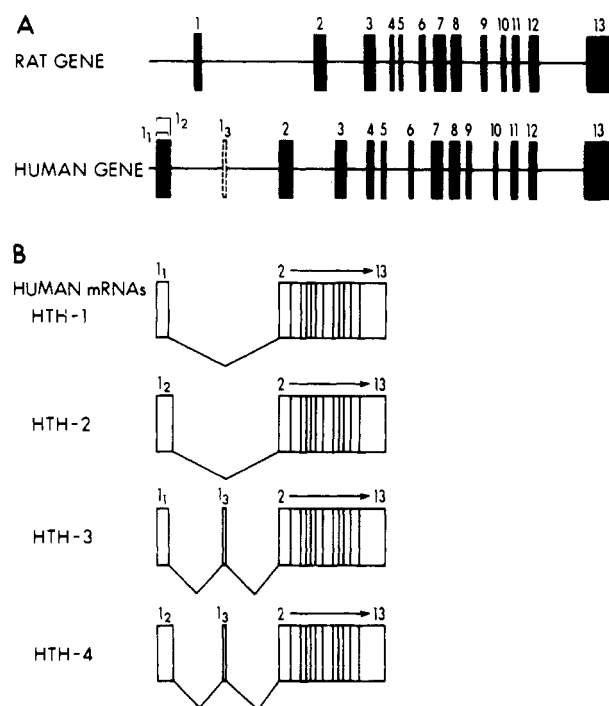 A
1 2 3 4 5 6 7 8 9 10 11 12 13
RAT GENE
1₁ 1₂ 1₃ 2 3 4 5 6 7 8 9 10 11 12 13
HUMAN GENE
B
HUMAN mRNAs
1₁ 2 → 13
HTH-1
1₂ 2 → 13
HTH-2
1₁ 1₃ 2 → 13
HTH-3
1₂ 1₃ 2 → 13
HTH-4